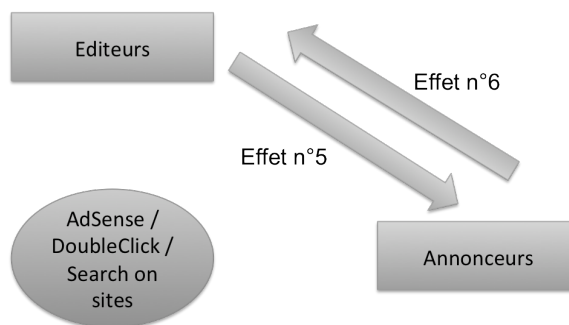 Editeurs
Effet n°6
Effet n°5
AdSense /
DoubleClick /
Search on
sites
Annonceurs